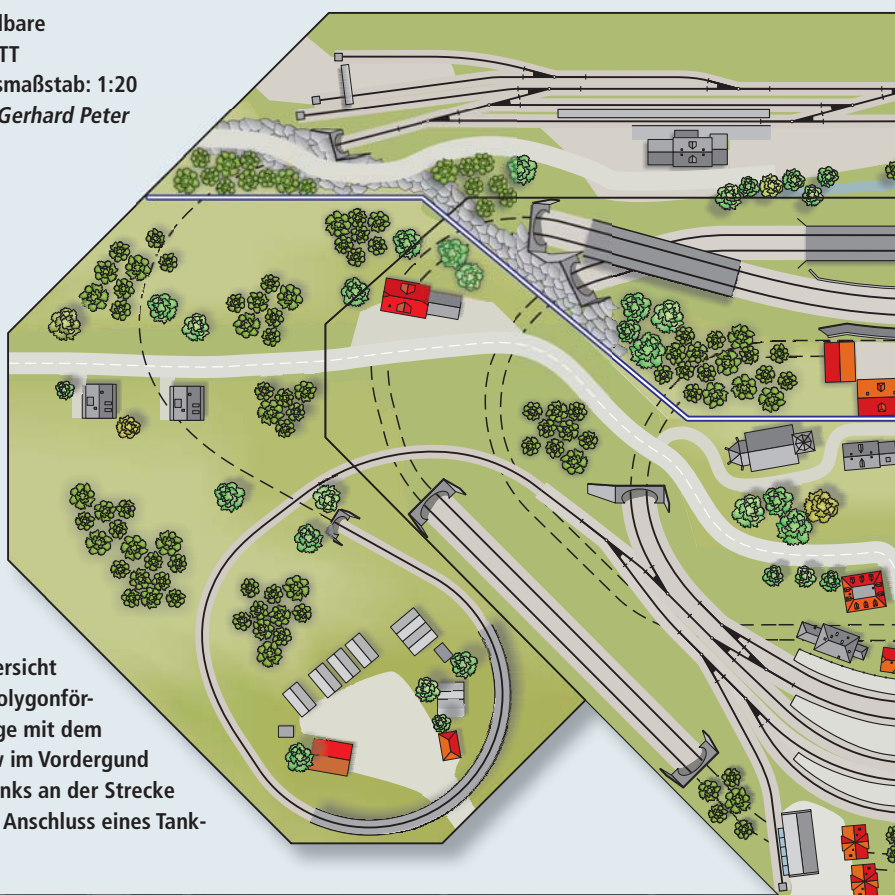 lbare
TT
smaßstab: 1:20
Gerhard Peter
ersicht
olygonför-
ge mit dem
v im Vordergund
nks an der Strecke
Anschluss eines Tank-